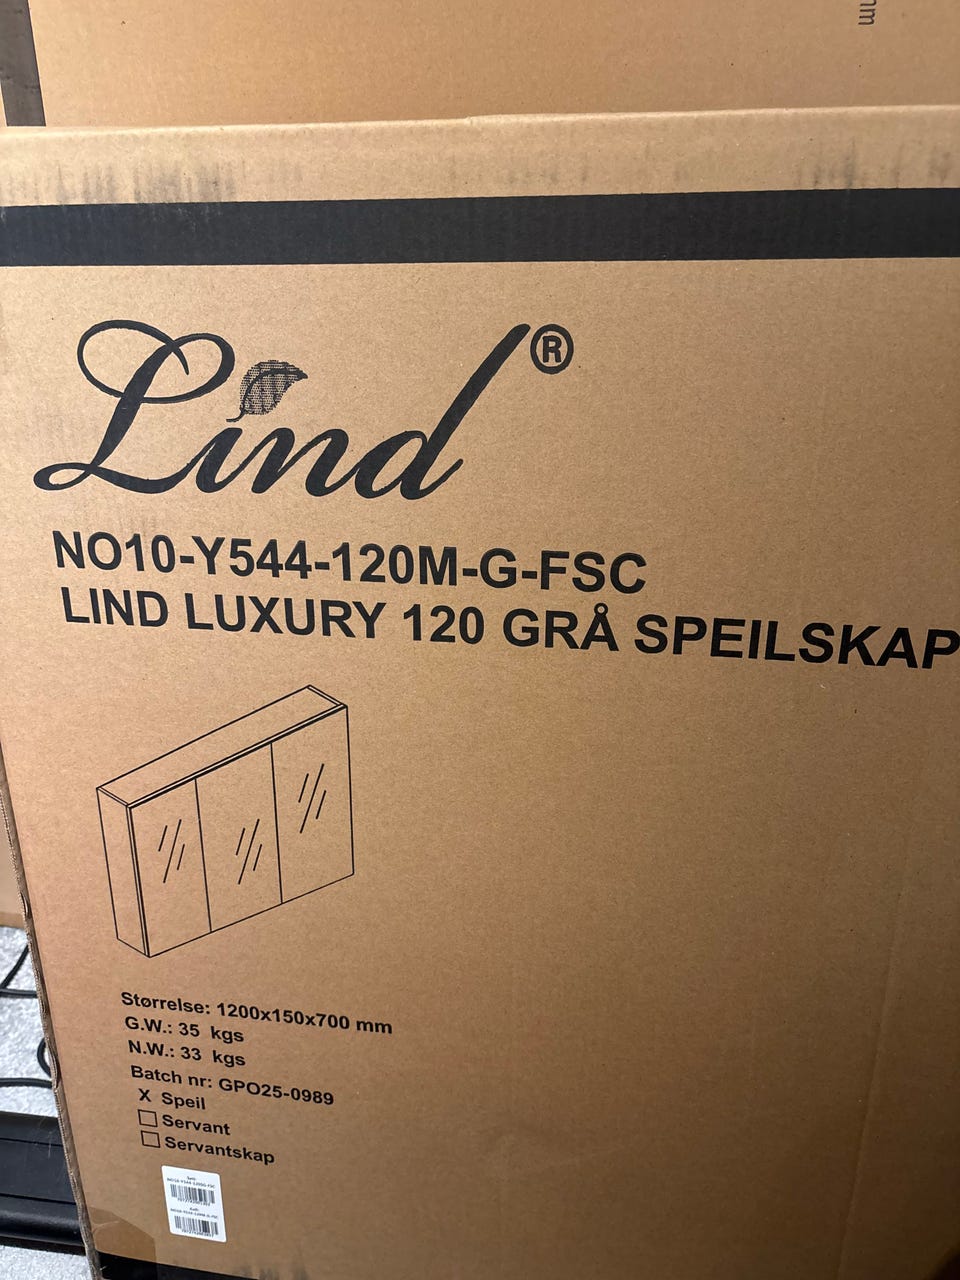 mm
Lind®
NO10-Y544-120M-G-FSC
LIND LUXURY 120 GRÅ SPEILSKAP
Størrelse: 1200x150x700 mm
G.W.: 35 kgs
N.W.: 33 kgs
Batch nr: GPO25-0989
X Speil
Servant
Servantskap